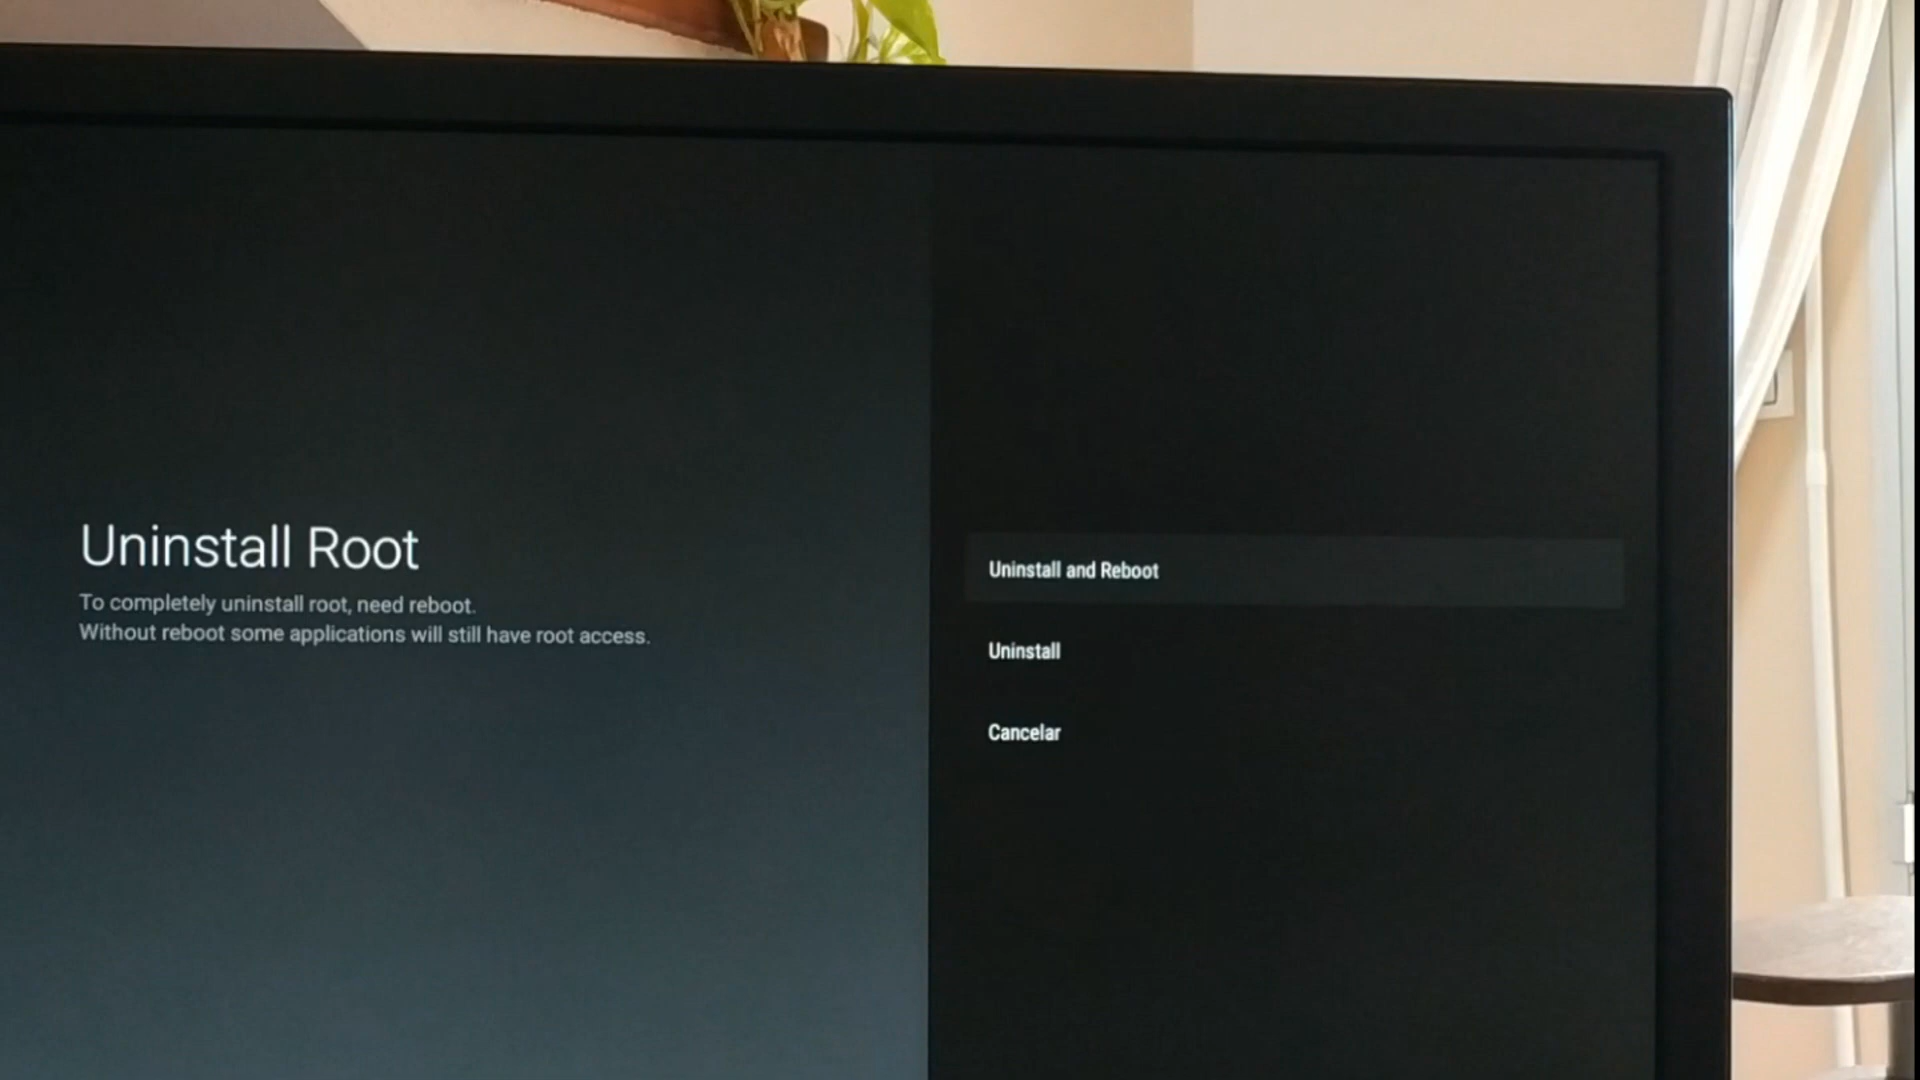 Uninstall Root
To completely uninstall root, need reboot.
Without reboot some applications will still have root access.
Uninstall and Reboot
Uninstall
Cancelar